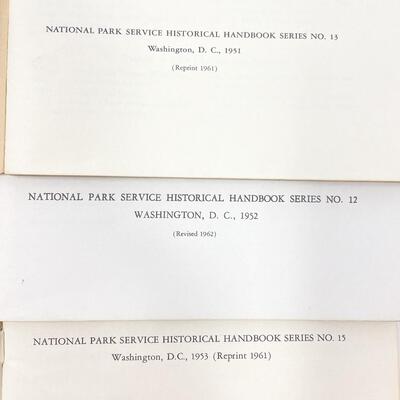 NATIONAL PARK SERVICE HISTORICAL HANDBOOK SERIES NO. 13
Washington, D. C., 1951
(Reprint 1961)
NATIONAL PARK SERVICE HISTORICAL HANDBOOK SERIES NO. 12
WASHINGTON, D. C., 1952
(Revised 1962)
NATIONAL PARK SERVICE HISTORICAL HANDBOOK SERIES NO. 15
Washington, D.C., 1953 (Reprint 1961)